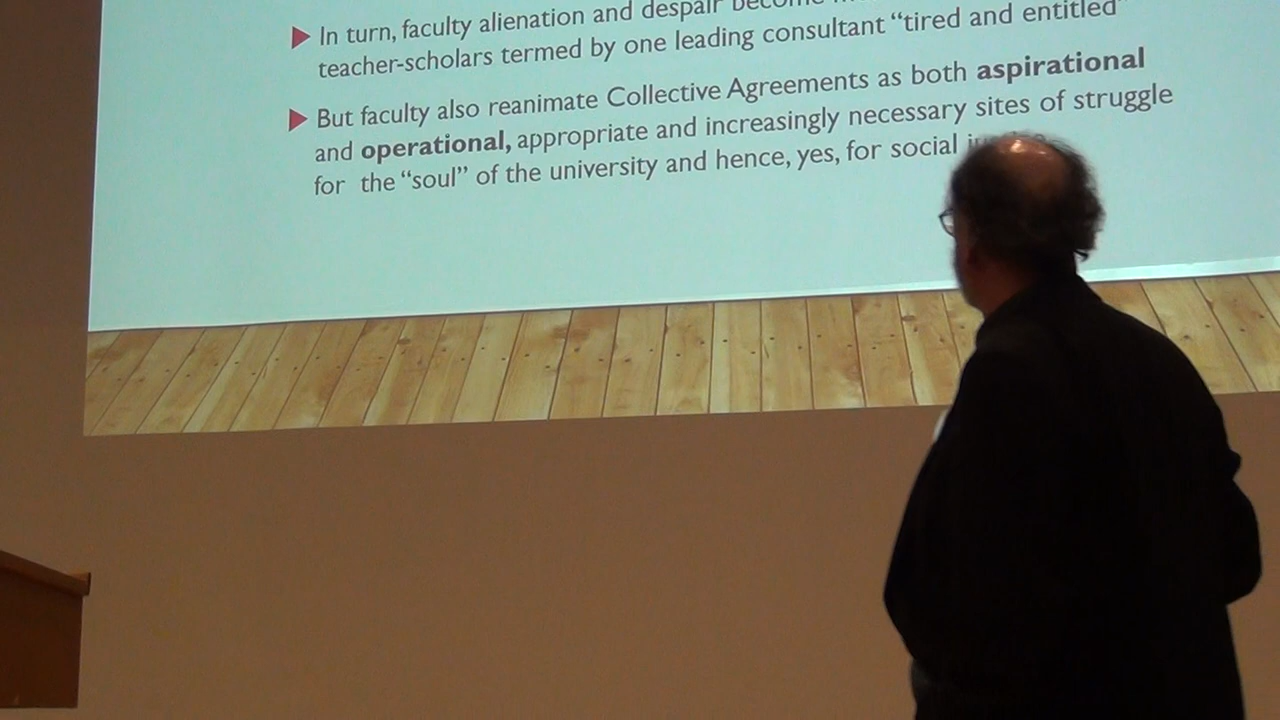 In turn, faculty alienation and despair become
teacher-scholars termed by one leading consultant “tired and entitled”
But faculty also reanimate Collective Agreements as both aspirational
and operational, appropriate and increasingly necessary sites of struggle
for the “soul” of the university and hence, yes, for social